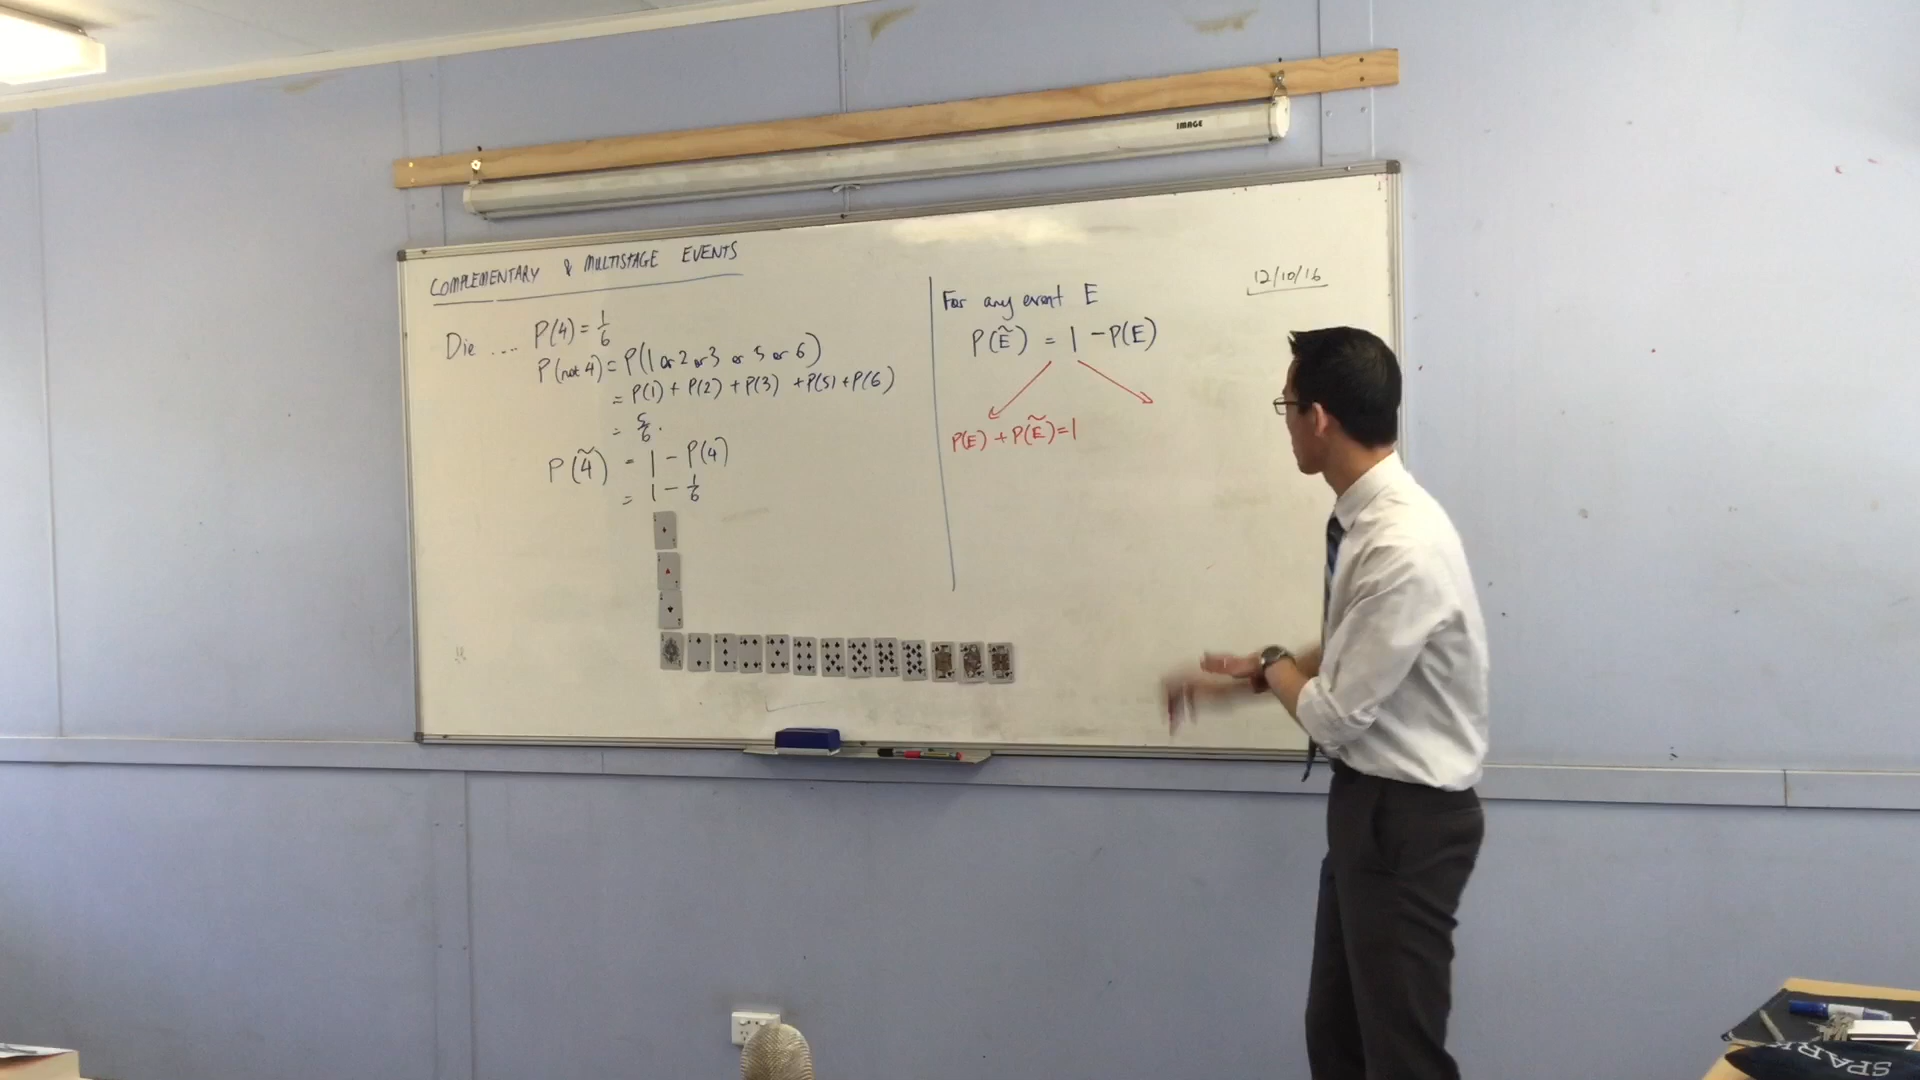 IMAGE
COMPLEMENTARY & MULTISTAGE EVENTS
Die .... P(4) = 1/6
P(not 4) = P(1 or 2 or 3 or 5 or 6)
= P(1) + P(2) + P(3) + P(5) + P(6)
= 5/6.
P(4̃) = 1 - P(4)
= 1 - 1/6
12/10/16
For any event E
P(Ẽ) = 1 - P(E)
P(E) + P(Ẽ) = 1
SPARK